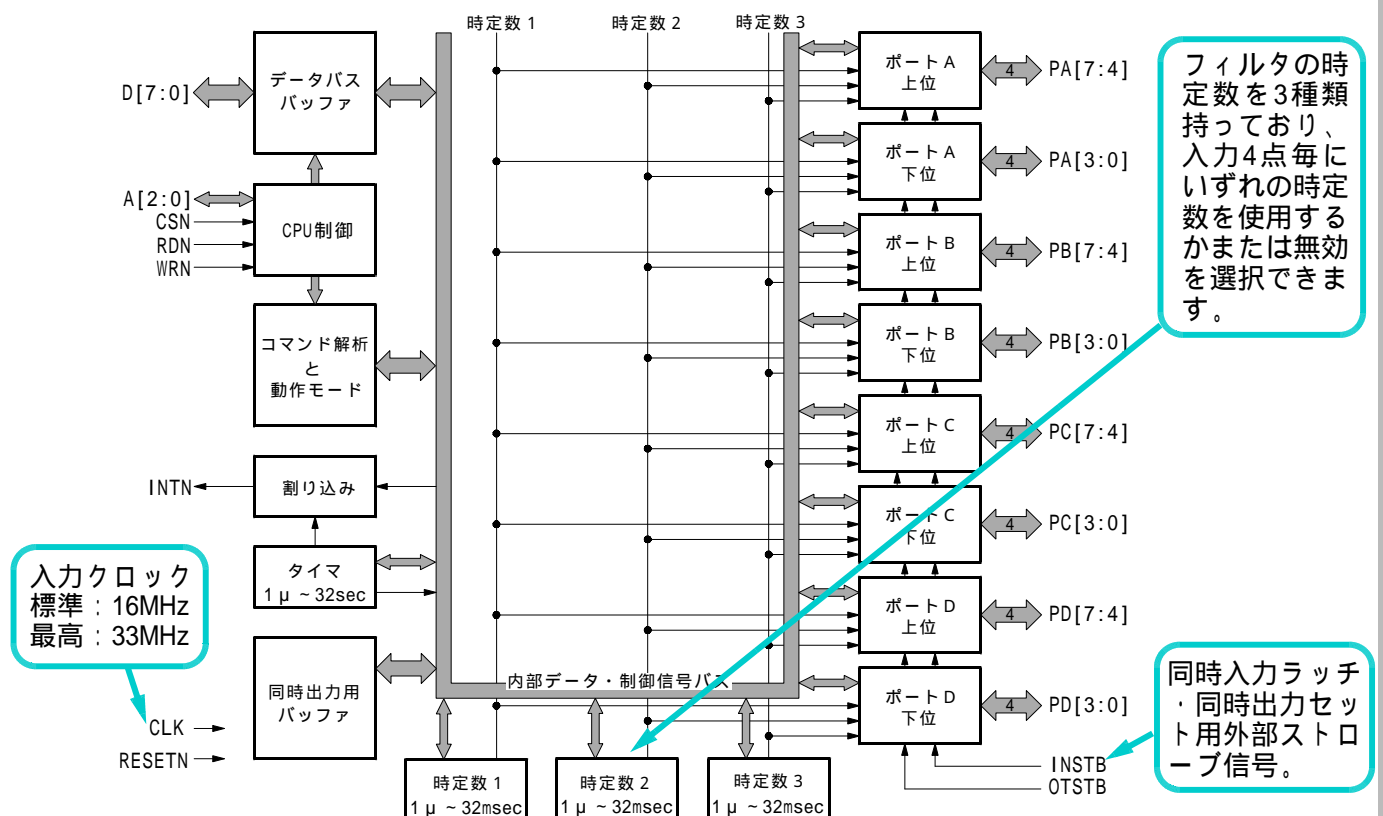 時定数1
時定数2
時定数3
D[7:0]
データバス
バッファ
A[2:0]
CSN
RDN
WRN
CPU制御
コマンド解析
と
動作モード
INTN
割り込み
タイマ
1μ~32sec
入力クロック
標準：16MHz
最高：33MHz
同時出力用
バッファ
CLK
RESETN
内部データ・制御信号バス
時定数1
1μ~32msec
時定数2
1μ~32msec
時定数3
1μ~32msec
ポートA
上位
4
PA[7:4]
ポートA
下位
4
PA[3:0]
ポートB
上位
4
PB[7:4]
ポートB
下位
4
PB[3:0]
ポートC
上位
4
PC[7:4]
ポートC
下位
4
PC[3:0]
ポートD
上位
4
PD[7:4]
ポートD
下位
4
PD[3:0]
INSTB
OTSTB
フィルタの時
定数を3種類
持っており、
入力4点毎に
いずれの時定
数を使用する
かまたは無効
を選択できま
す。
同時入力ラッチ
・同時出力セッ
ト用外部ストロ
ーブ信号。